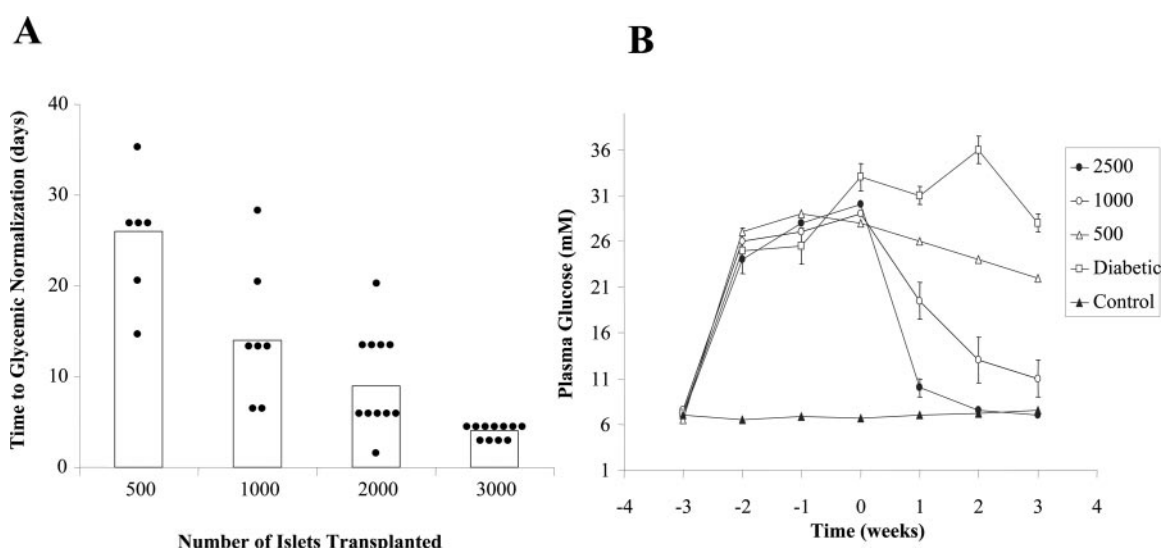 A
Time to Glycemic Normalization (days)
40
30
20
10
0
500 1000 2000 3000
Number of Islets Transplanted
B
Plasma Glucose (mM)
36
31
26
21
16
11
6
1
-4 -3 -2 -1 0 1 2 3 4
Time (weeks)
2500
1000
500
Diabetic
Control